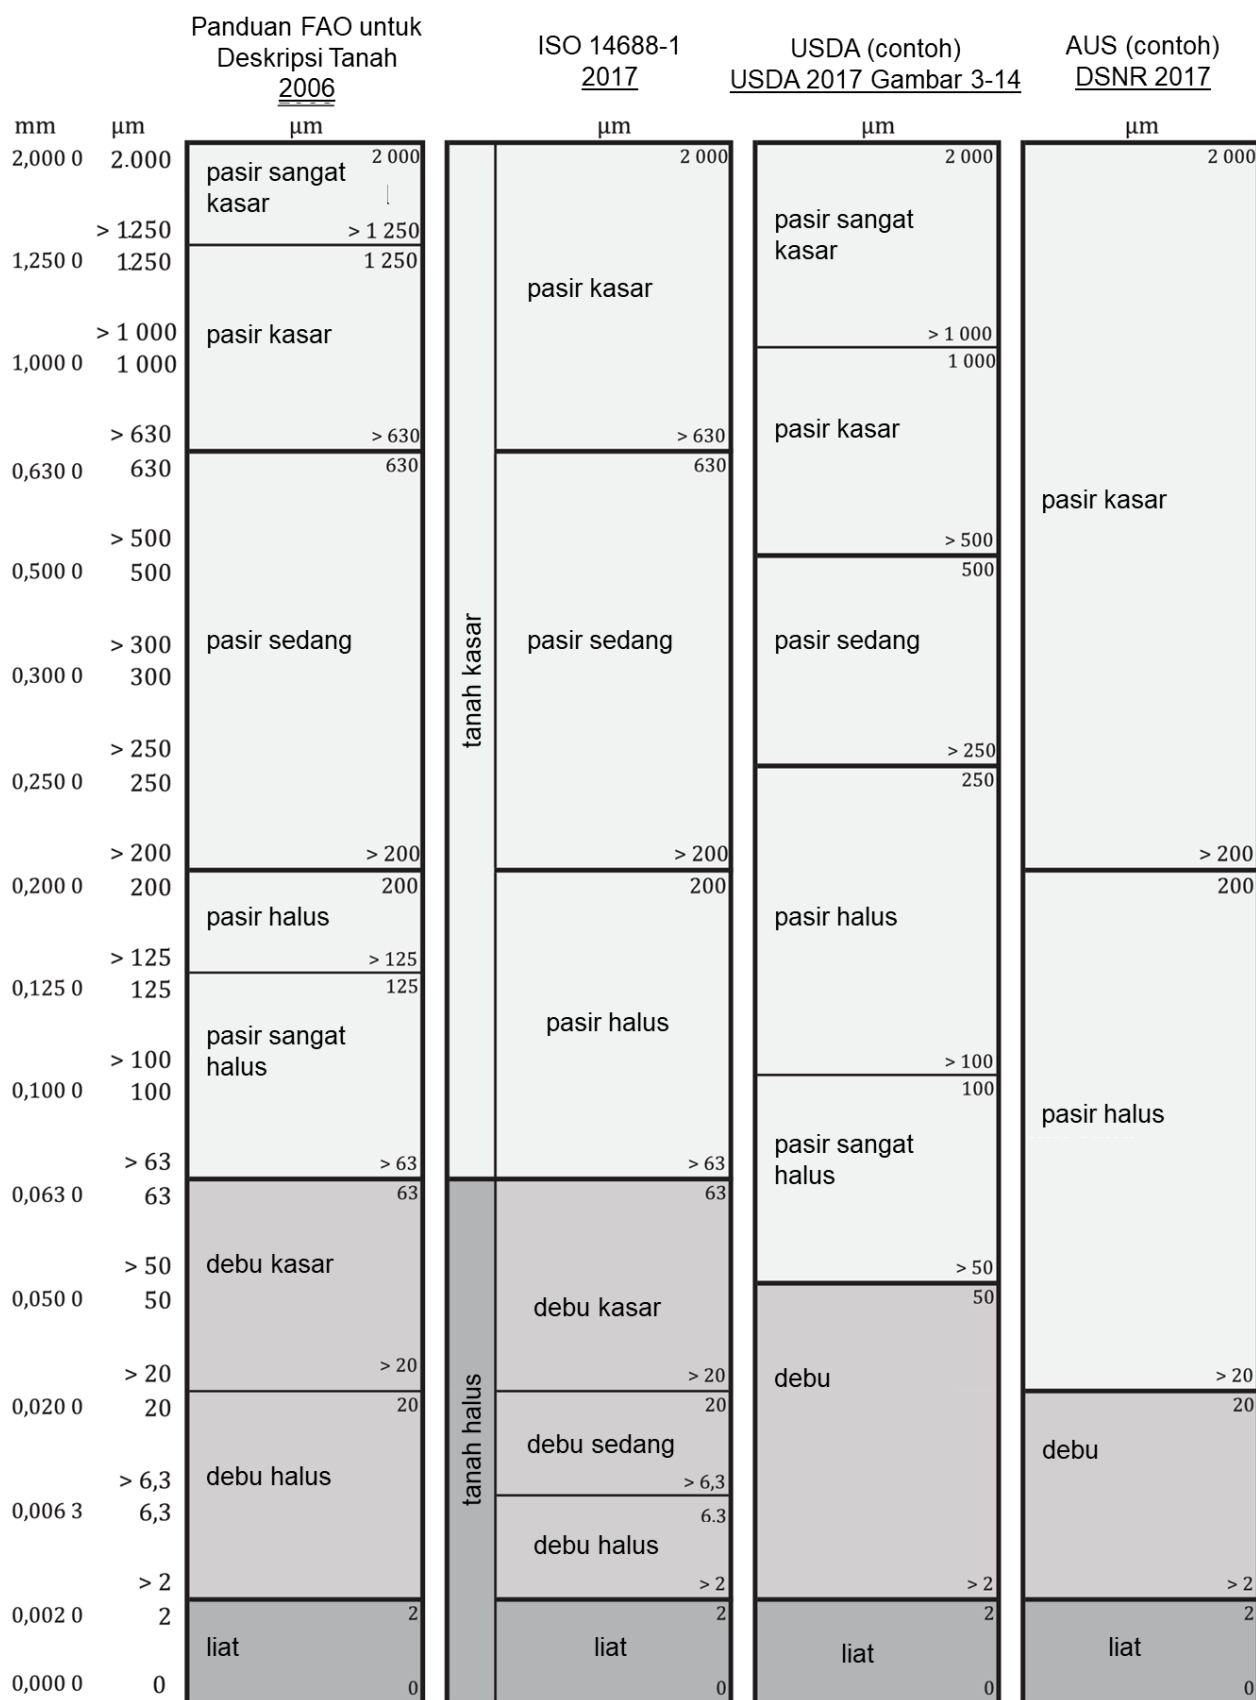 Panduan FAO untuk
Deskripsi Tanah
2006
ISO 14688-1
2017
USDA (contoh)
USDA 2017 Gambar 3-14
AUS (contoh)
DSNR 2017
mm
µm
µm
µm
µm
µm
2,000 0
2.000
> 1250
1,250 0
1250
> 1 000
1,000 0
1 000
> 630
0,630 0
630
> 500
0,500 0
500
> 300
0,300 0
300
> 250
0,250 0
250
> 200
0,200 0
200
> 125
0,125 0
125
> 100
0,100 0
100
> 63
0,063 0
63
> 50
0,050 0
50
> 20
0,020 0
20
> 6,3
0,006 3
6,3
> 2
0,002 0
2
0,000 0
0
2 000
pasir sangat
kasar
> 1 250
1 250
pasir kasar
> 630
630
pasir sedang
> 200
200
pasir halus
> 125
125
pasir sangat
halus
> 63
63
debu kasar
> 20
20
debu halus
2
liat
0
tanah kasar
tanah halus
2 000
pasir kasar
> 630
630
pasir sedang
> 200
200
pasir halus
> 63
63
debu kasar
> 20
20
debu sedang
> 6,3
6.3
debu halus
> 2
2
liat
0
2 000
pasir sangat
kasar
> 1 000
1 000
pasir kasar
> 500
500
pasir sedang
> 250
250
pasir halus
> 100
100
pasir sangat
halus
> 50
50
debu
> 2
2
liat
0
2 000
pasir kasar
> 200
200
pasir halus
> 20
20
debu
> 2
2
liat
0